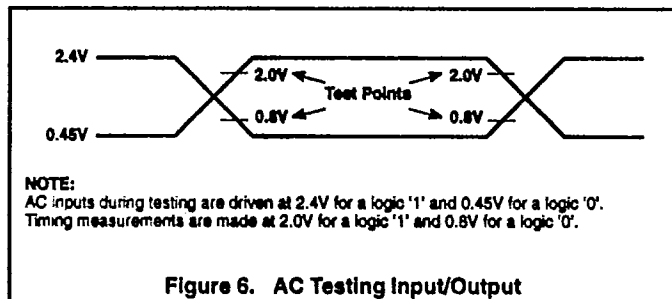 2.4V
2.0V
2.0V
Test Points
0.8V
0.8V
0.45V
NOTE:
AC inputs during testing are driven at 2.4V for a logic '1' and 0.45V for a logic '0'.
Timing measurements are made at 2.0V for a logic '1' and 0.8V for a logic '0'.
Figure 6. AC Testing Input/Output